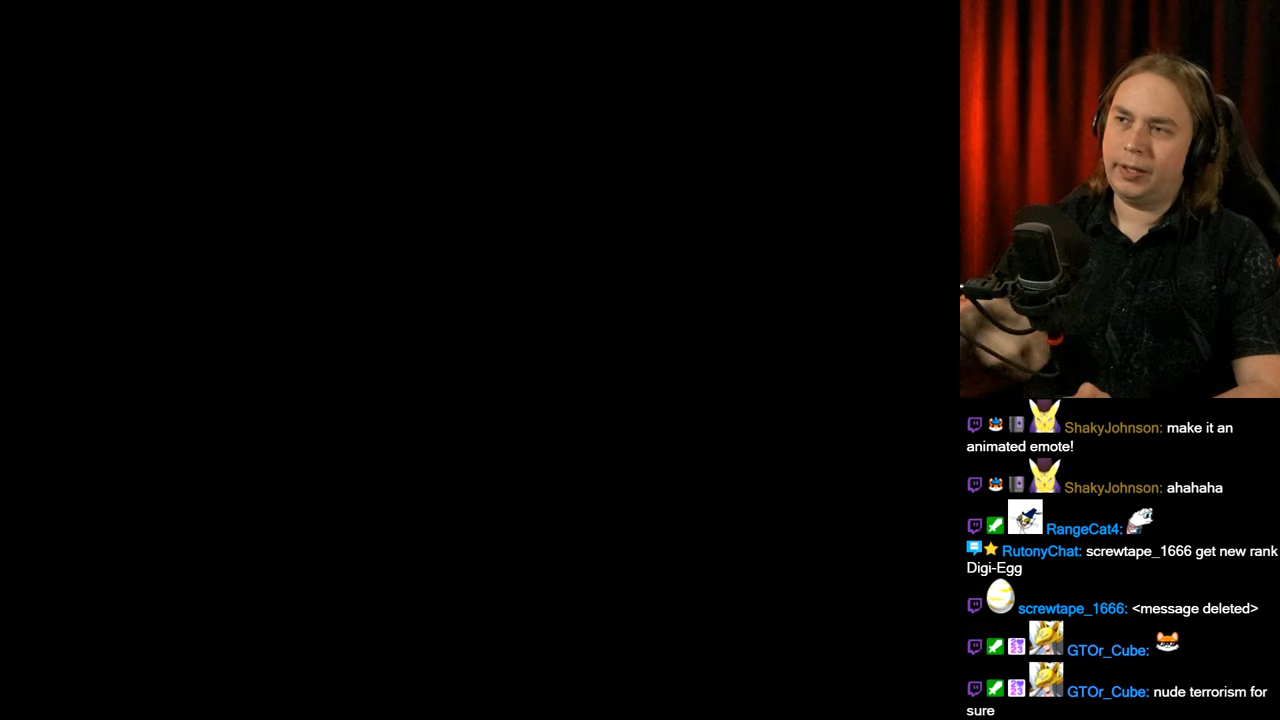 ShakyJohnson: make it an
animated emote!
ShakyJohnson: ahahaha
RangeCat4:
RutonyChat: screwtape_1666 get new rank
Digi-Egg
screwtape_1666: <message deleted>
GTOr_Cube:
GTOr_Cube: nude terrorism for
sure